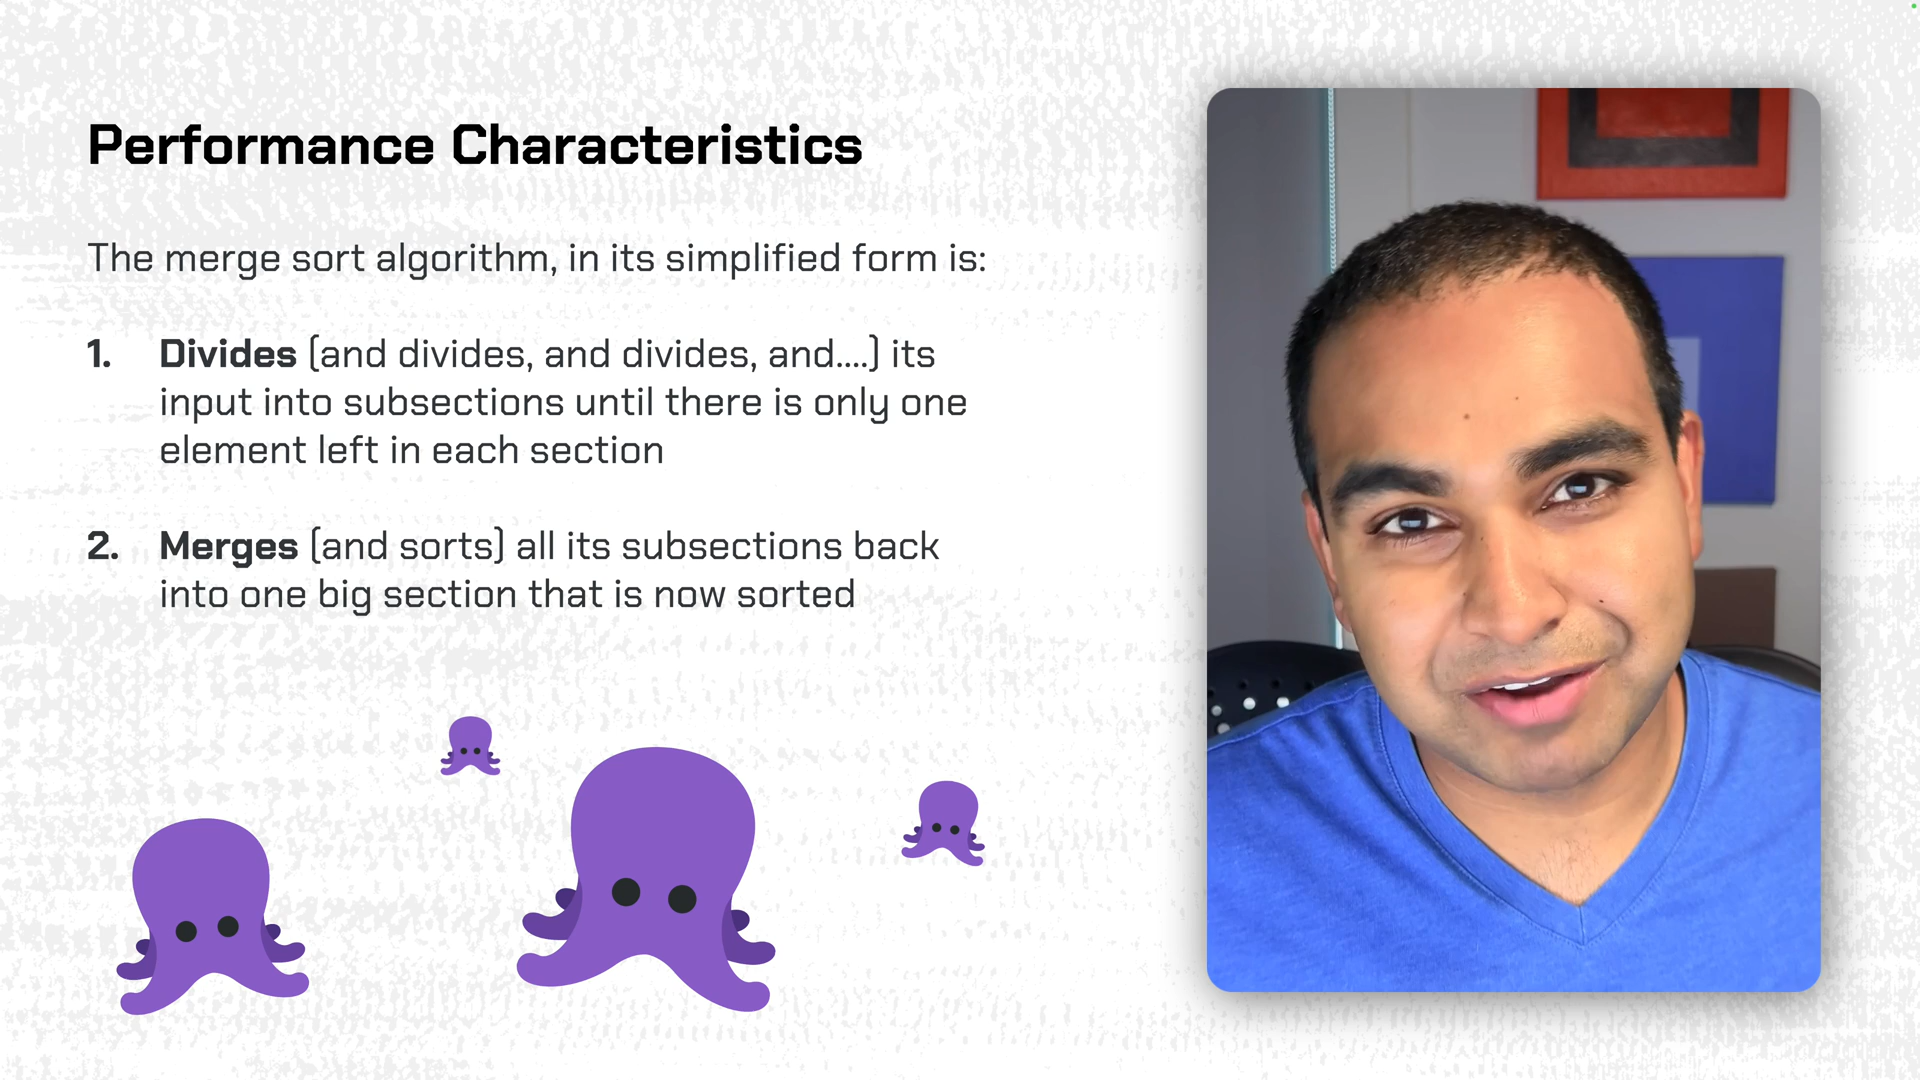 Performance Characteristics
The merge sort algorithm, in its simplified form is:
1. Divides (and divides, and divides, and....) its
input into subsections until there is only one
element left in each section
2. Merges (and sorts) all its subsections back
into one big section that is now sorted